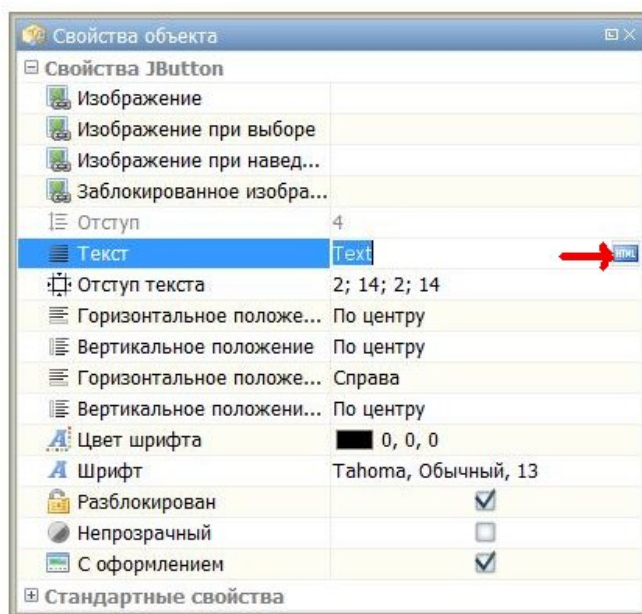 Свойства объекта
Свойства JButton
Изображение
Изображение при выборе
Изображение при навед...
Заблокированное изобра...
Отступ 4
Текст Text HTML
Отступ текста 2; 14; 2; 14
Горизонтальное положе... По центру
Вертикальное положение По центру
Горизонтальное положе... Справа
Вертикальное положени... По центру
Цвет шрифта 0, 0, 0
Шрифт Tahoma, Обычный, 13
Разблокирован
Непрозрачный
С оформлением
Стандартные свойства